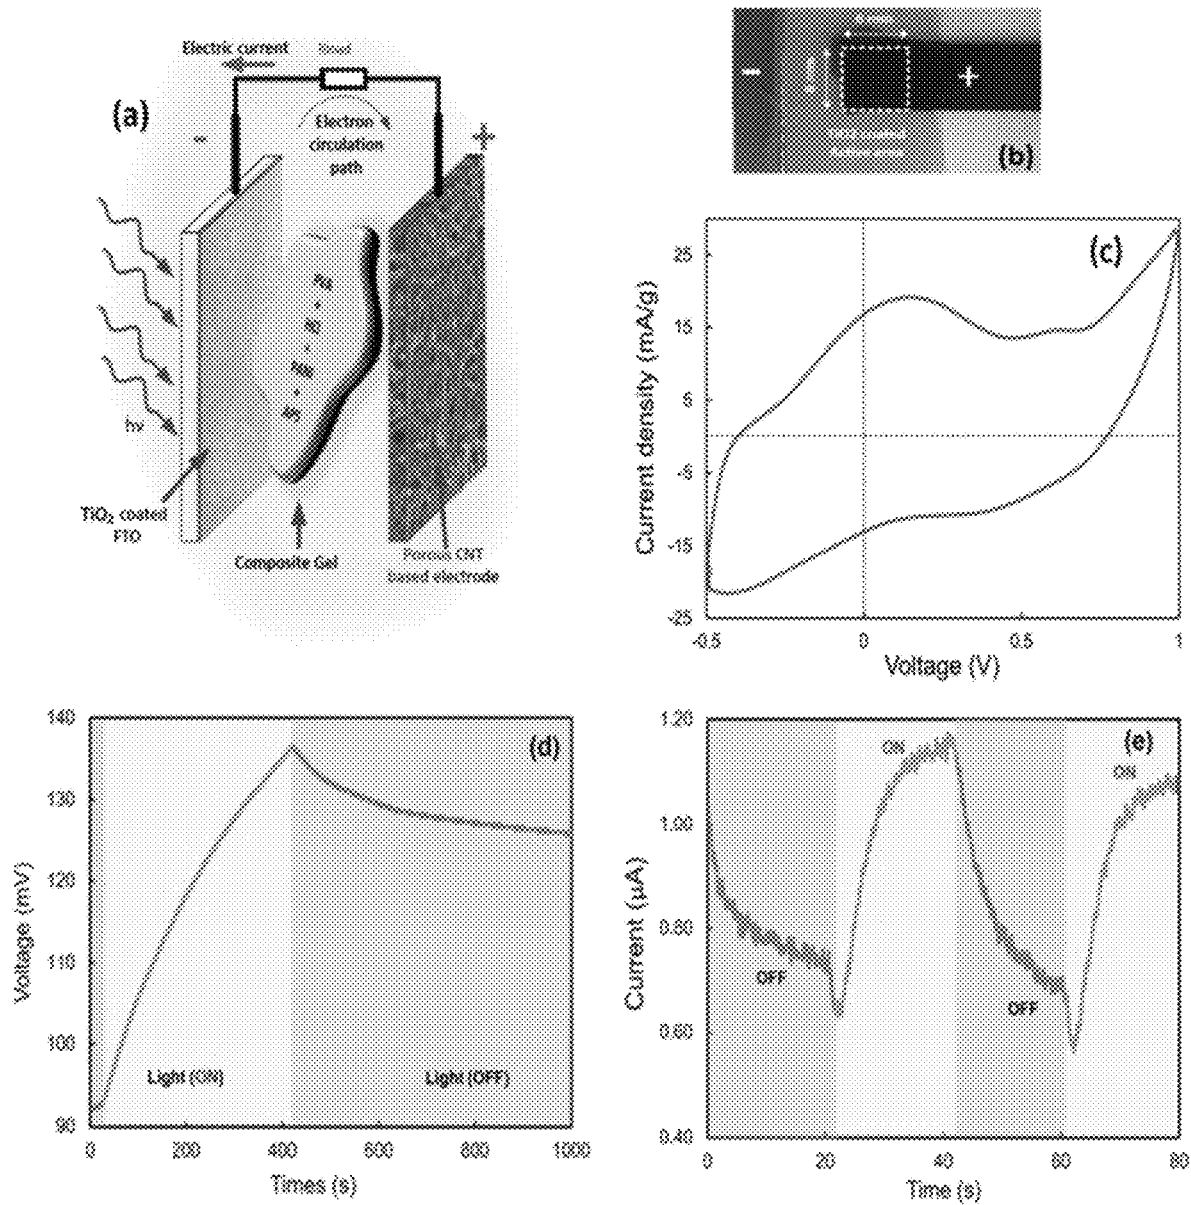 Electric current
(a)
-
+
Electron
circulation
path
hν
TiO₂ coated
FTO
Composite Gel
Porous CNT
based electrode
-
+
(b)
(c)
Current density (mA/g)
25
15
5
-5
-15
-25
-0.5
0
0.5
1
Voltage (V)
(d)
Voltage (mV)
140
130
120
110
100
90
Light (ON)
Light (OFF)
0
200
400
600
800
1000
Times (s)
(e)
Current (µA)
1.20
1.00
0.80
0.60
0.40
ON
OFF
OFF
ON
0
20
40
60
80
Time (s)